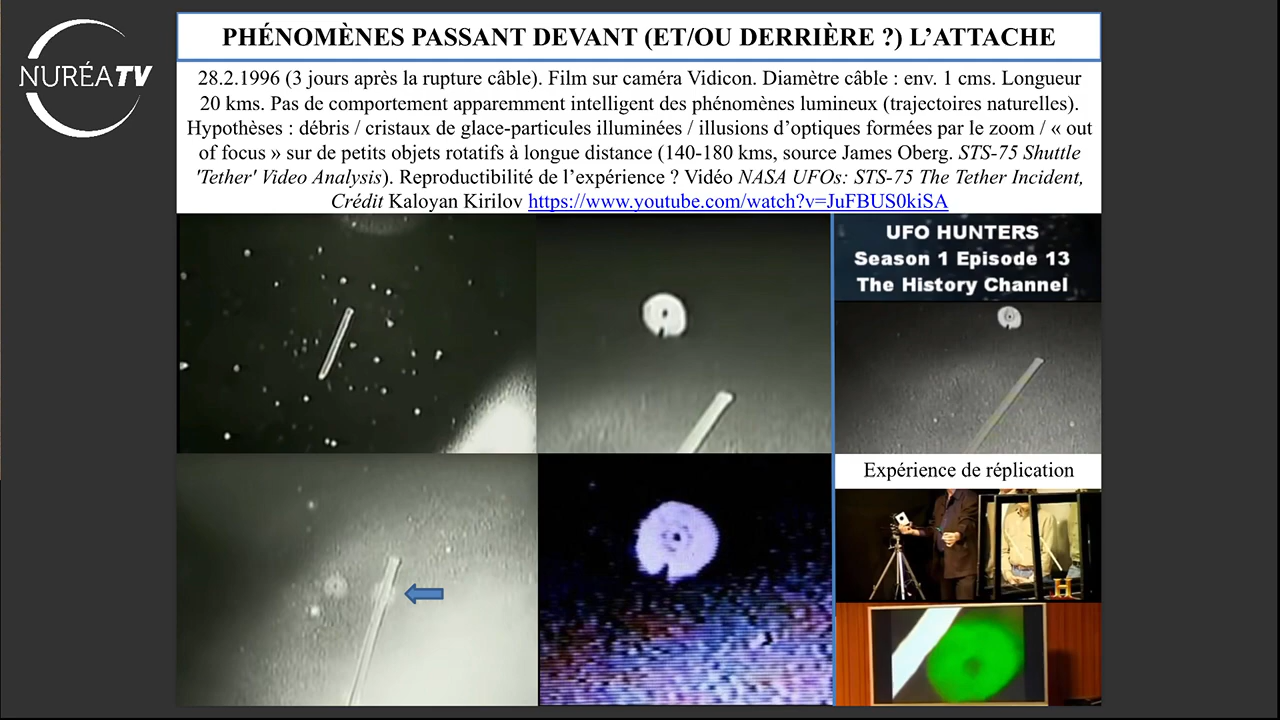 NURÉATV
PHÉNOMÈNES PASSANT DEVANT (ET/OU DERRIÈRE ?) L’ATTACHE
28.2.1996 (3 jours après la rupture câble). Film sur caméra Vidicon. Diamètre câble : env. 1 cms. Longueur
20 kms. Pas de comportement apparemment intelligent des phénomènes lumineux (trajectoires naturelles).
Hypothèses : débris / cristaux de glace-particules illuminées / illusions d’optiques formées par le zoom / « out
of focus » sur de petits objets rotatifs à longue distance (140-180 kms, source James Oberg. STS-75 Shuttle
'Tether' Video Analysis). Reproductibilité de l’expérience ? Vidéo NASA UFOs: STS-75 The Tether Incident,
Crédit Kaloyan Kirilov https://www.youtube.com/watch?v=JuFBUS0kiSA
UFO HUNTERS
Season 1 Episode 13
The History Channel
Expérience de réplication
H